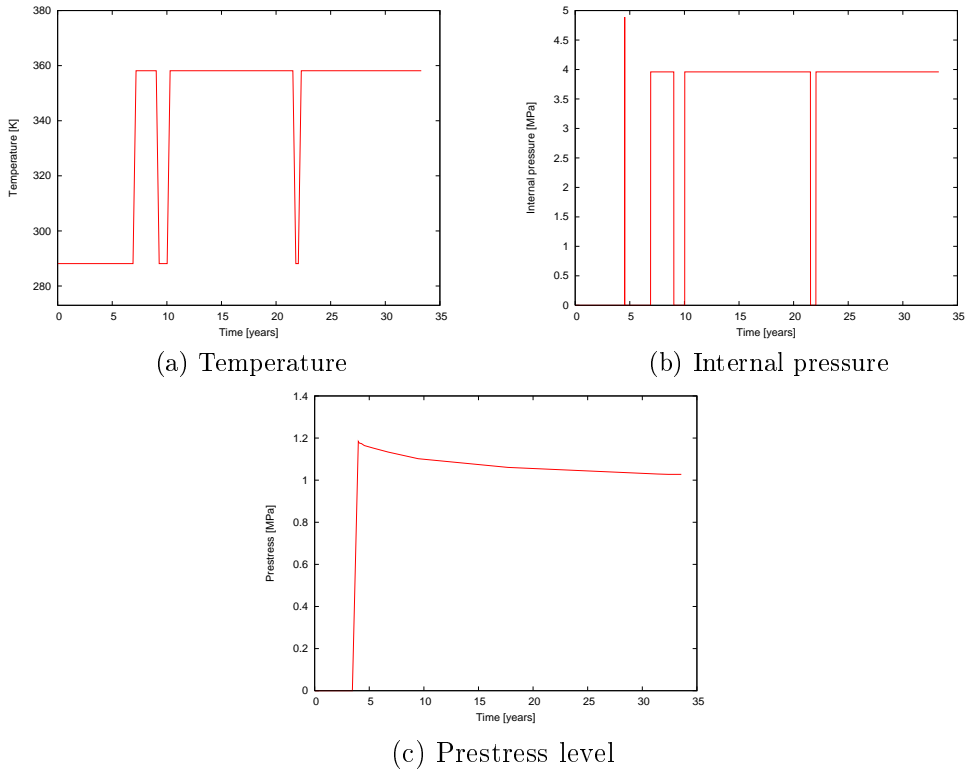 380
360
340
320
300
280
0 5 10 15 20 25 30 35
Temperature [K]
Time [years]
(a) Temperature
5
4.5
4
3.5
3
2.5
2
1.5
1
0.5
0
0 5 10 15 20 25 30 35
Internal pressure [MPa]
Time [years]
(b) Internal pressure
1.4
1.2
1
0.8
0.6
0.4
0.2
0
0 5 10 15 20 25 30 35
Prestress [MPa]
Time [years]
(c) Prestress level